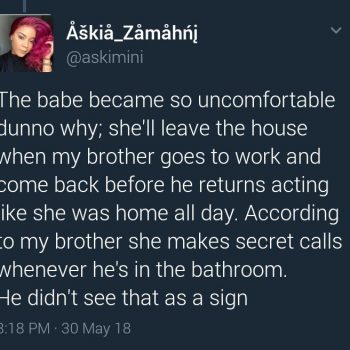 Åškiå_Zåmåhńį
@askimini
The babe became so uncomfortable
dunno why; she'll leave the house
when my brother goes to work and
come back before he returns acting
like she was home all day. According
to my brother she makes secret calls
whenever he's in the bathroom.
He didn't see that as a sign
8:18 PM · 30 May 18